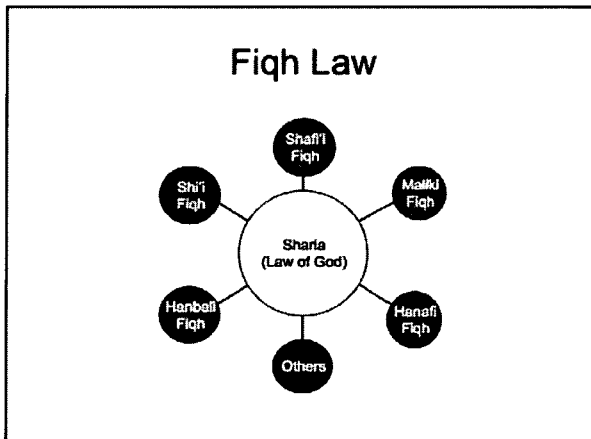 Fiqh Law
Shafi'i
Fiqh
Shi'i
Fiqh
Maliki
Fiqh
Sharia
(Law of God)
Hanbali
Fiqh
Hanafi
Fiqh
Others